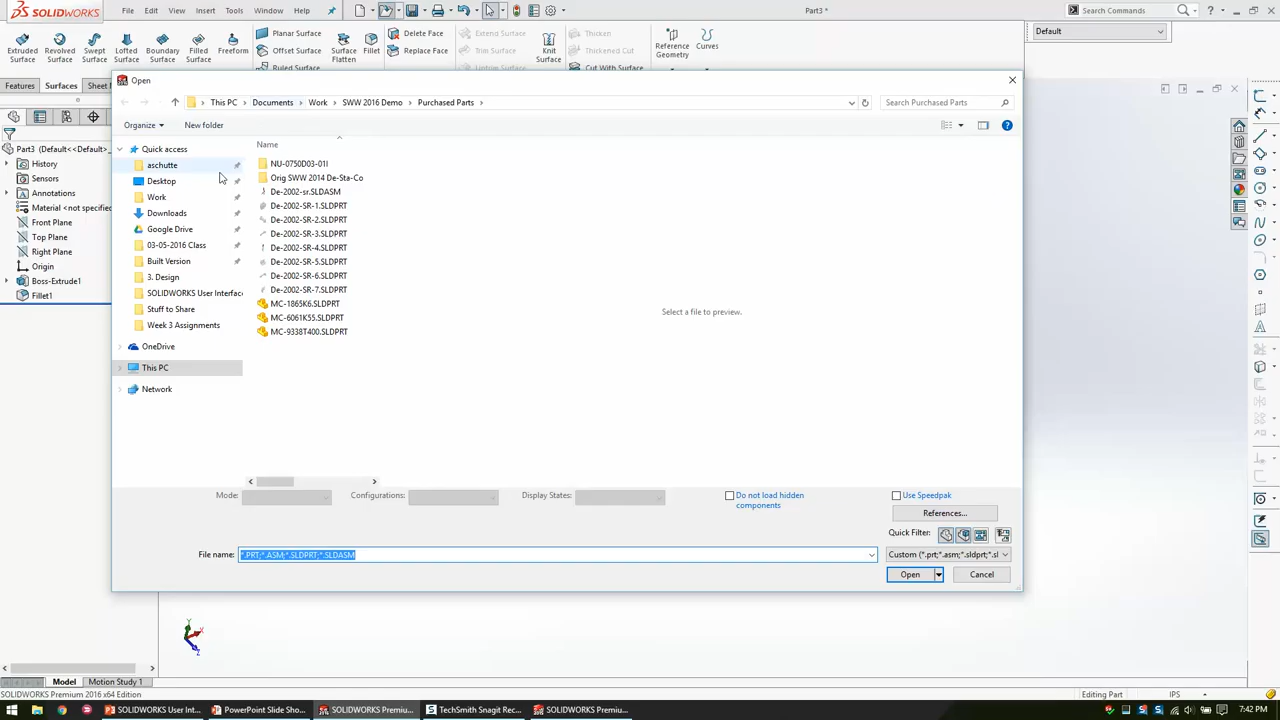 SOLIDWORKS File Edit View Insert Tools Window Help Part3 * Search Commands
Extruded Surface
Revolved Surface
Swept Surface
Lofted Surface
Boundary Surface
Filled Surface
Freeform
Planar Surface
Offset Surface
Ruled Surface
Surface Flatten
Fillet
Delete Face
Replace Face
Extend Surface
Trim Surface
Knit Surface
Thicken
Thickened Cut
Cut With Surface
Reference Geometry
Curves
Default
Features Surfaces Sheet M
Open
This PC Documents Work SWW 2016 Demo Purchased Parts
Search Purchased Parts
Organize New folder
Part3 (Default<<Default>_
History
Sensors
Annotations
Material <not specified
Front Plane
Top Plane
Right Plane
Origin
Boss-Extrude1
Fillet1
Quick access
aschutte
Desktop
Work
Downloads
Google Drive
03-05-2016 Class
Built Version
3. Design
SOLIDWORKS User Interface
Stuff to Share
Week 3 Assignments
OneDrive
This PC
Network
Name
NU-0750D03-01I
Orig SWW 2014 De-Sta-Co
De-2002-sr.SLDASM
De-2002-SR-1.SLDPRT
De-2002-SR-2.SLDPRT
De-2002-SR-3.SLDPRT
De-2002-SR-4.SLDPRT
De-2002-SR-5.SLDPRT
De-2002-SR-6.SLDPRT
De-2002-SR-7.SLDPRT
MC-1865K6.SLDPRT
MC-6061K55.SLDPRT
MC-9338T400.SLDPRT
Select a file to preview.
Mode: Configurations: Display States:
Do not load hidden components
Use Speedpak
References...
Quick Filter:
File name: *.PRT;*.ASM;*.SLDPRT;*.SLDASM
Custom (*.prt;*.asm;*.sldprt;*.sl
Open Cancel
Y X Z
Model Motion Study 1
SOLIDWORKS Premium 2016 x64 Edition Editing Part IPS
SOLIDWORKS User Int... PowerPoint Slide Sho... SOLIDWORKS Premiu... TechSmith Snagit Rec... SOLIDWORKS Premiu... 7:42 PM